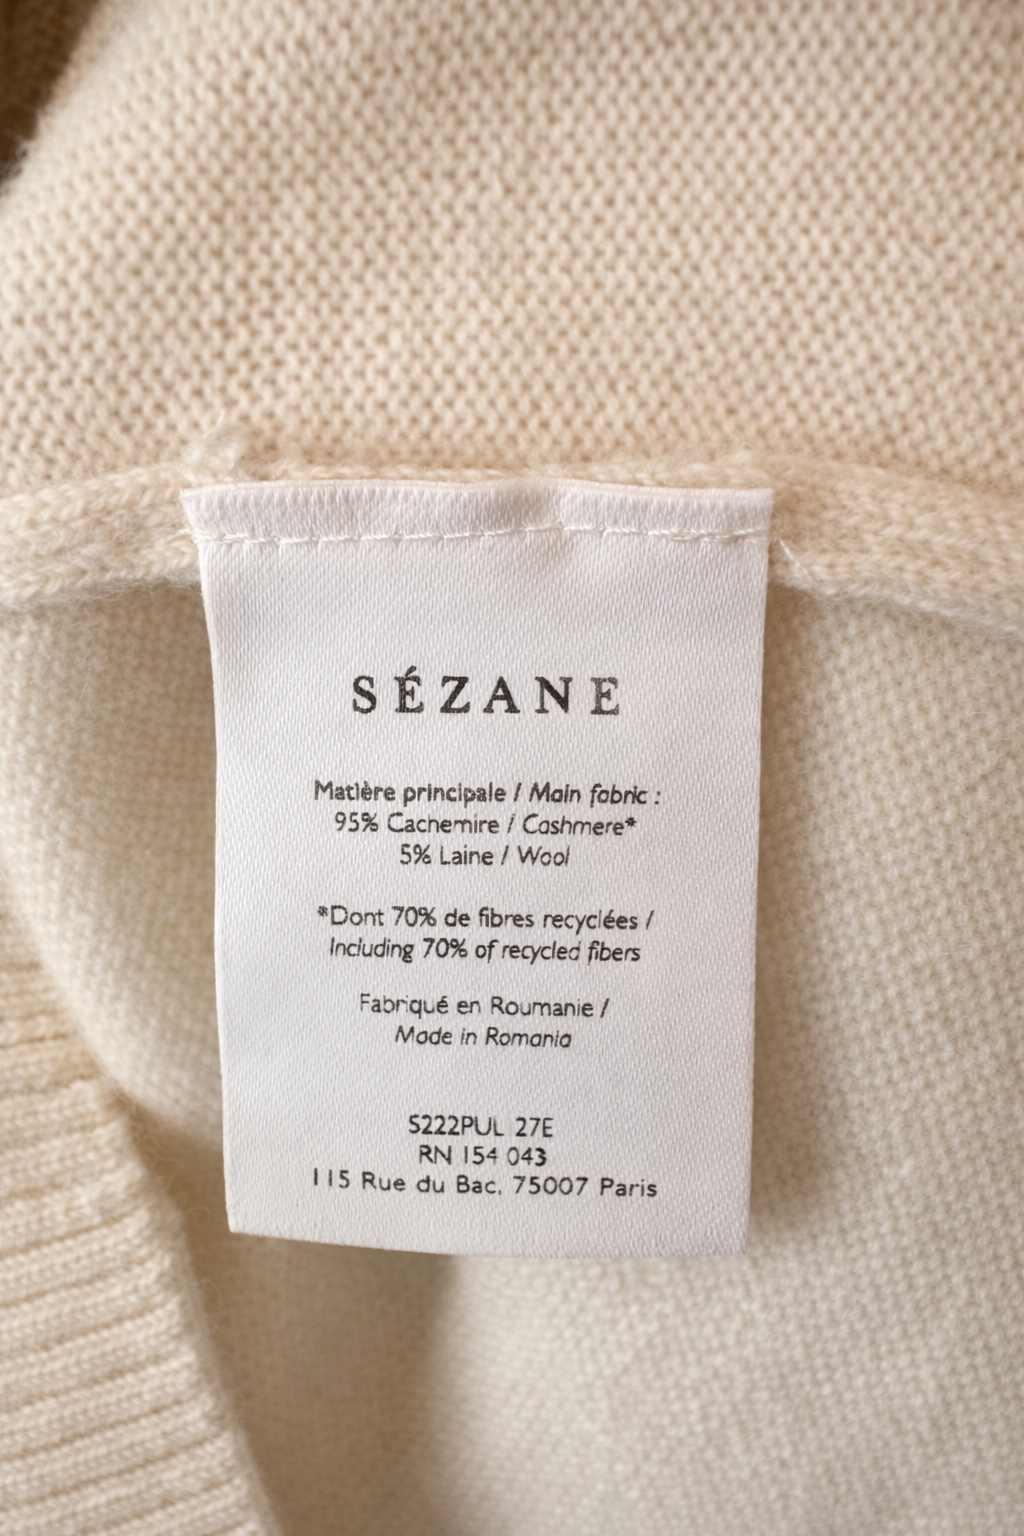 SÉZANE
Matière principale / Main fabric :
95% Cachemire / Cashmere*
5% Laine / Wool
*Dont 70% de fibres recyclées /
Including 70% of recycled fibers
Fabriqué en Roumanie /
Made in Romania
S222PUL 27E
RN 154 043
115 Rue du Bac, 75007 Paris